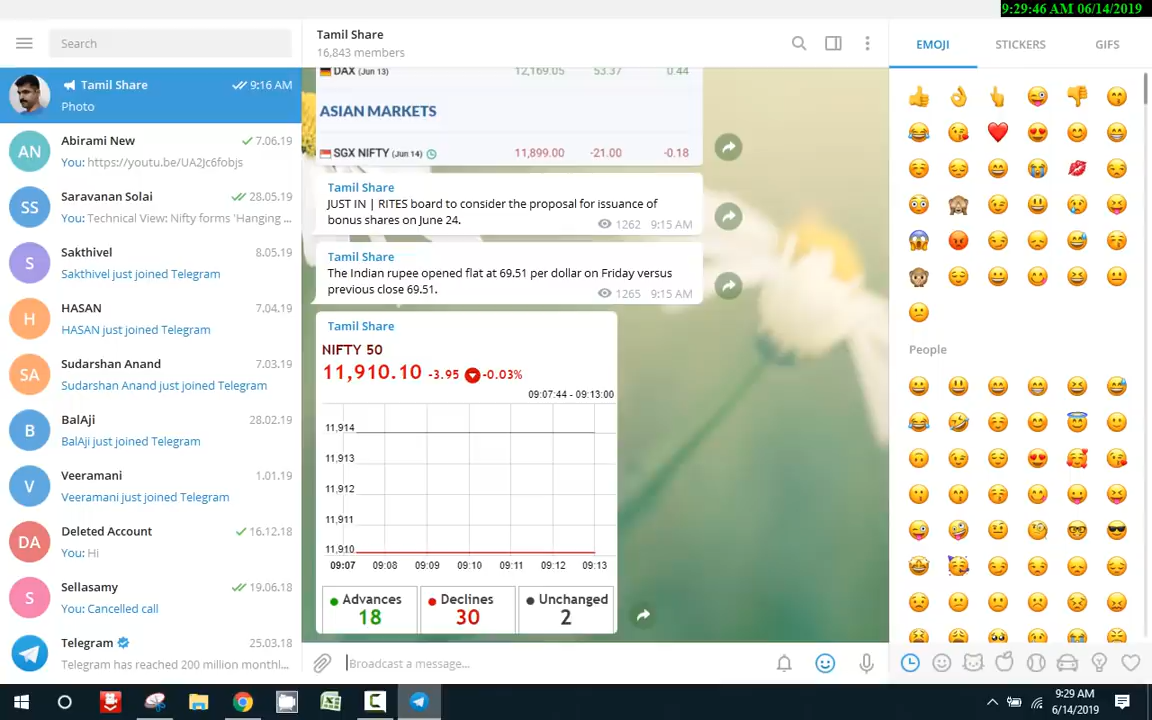 9:29:46 AM 06/14/2019
Search
Tamil Share
9:16 AM
Photo
Abirami New
7.06.19
You: https://youtu.be/UA2Jc6fobjs
Saravanan Solai
28.05.19
You: Technical View: Nifty forms 'Hanging ...
Sakthivel
8.05.19
Sakthivel just joined Telegram
HASAN
7.04.19
HASAN just joined Telegram
Sudarshan Anand
7.03.19
Sudarshan Anand just joined Telegram
BalAji
28.02.19
BalAji just joined Telegram
Veeramani
1.01.19
Veeramani just joined Telegram
Deleted Account
16.12.18
You: Hi
Sellasamy
19.06.18
You: Cancelled call
Telegram
25.03.18
Telegram has reached 200 million monthl...
AN
SS
S
H
SA
B
V
DA
S
Tamil Share
16,843 members
DAX (Jun 13) 12,169.05 53.37 0.44
ASIAN MARKETS
SGX NIFTY (Jun 14) 11,899.00 -21.00 -0.18
Tamil Share
JUST IN | RITES board to consider the proposal for issuance of
bonus shares on June 24.
1262 9:15 AM
Tamil Share
The Indian rupee opened flat at 69.51 per dollar on Friday versus
previous close 69.51.
1265 9:15 AM
Tamil Share
NIFTY 50
11,910.10 -3.95 -0.03%
09:07:44 - 09:13:00
11,914
11,913
11,912
11,911
11,910
09:07 09:08 09:09 09:10 09:11 09:12 09:13
Advances
18
Declines
30
Unchanged
2
Broadcast a message...
EMOJI STICKERS GIFS
People
9:29 AM
6/14/2019